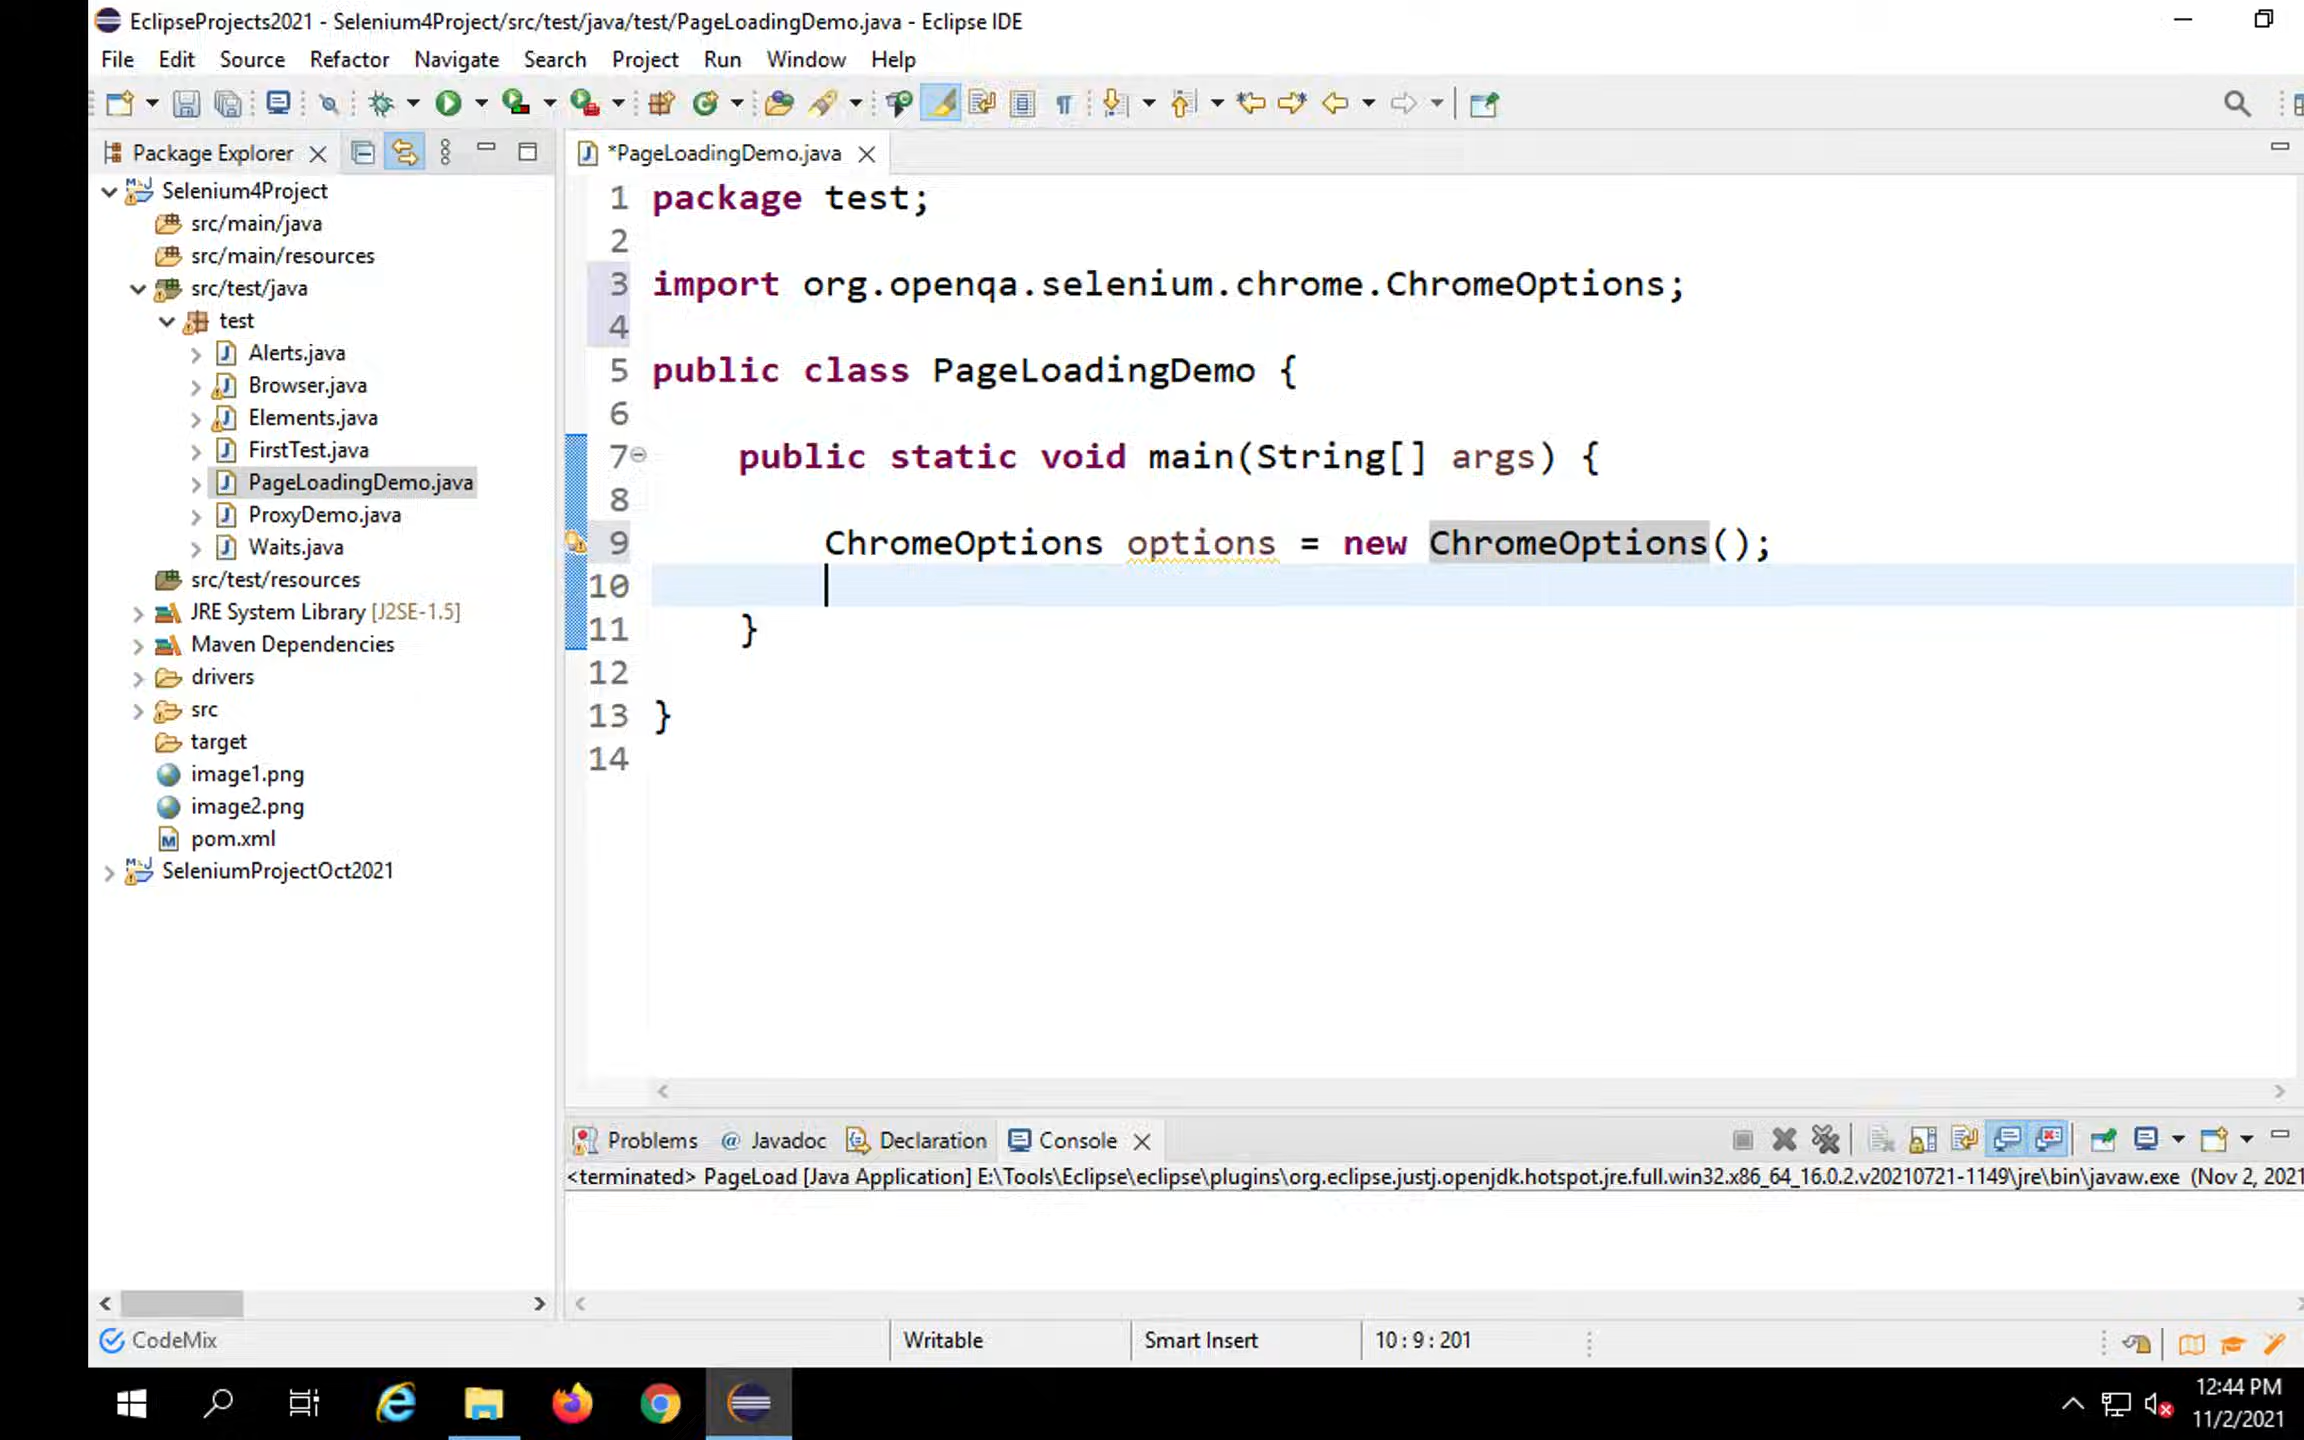 EclipseProjects2021 - Selenium4Project/src/test/java/test/PageLoadingDemo.java - Eclipse IDE
File Edit Source Refactor Navigate Search Project Run Window Help
Package Explorer
*PageLoadingDemo.java
Selenium4Project
src/main/java
src/main/resources
src/test/java
test
Alerts.java
Browser.java
Elements.java
FirstTest.java
PageLoadingDemo.java
ProxyDemo.java
Waits.java
src/test/resources
JRE System Library [J2SE-1.5]
Maven Dependencies
drivers
src
target
image1.png
image2.png
pom.xml
SeleniumProjectOct2021
1 package test;
2
3 import org.openqa.selenium.chrome.ChromeOptions;
4
5 public class PageLoadingDemo {
6
7 public static void main(String[] args) {
8
9 ChromeOptions options = new ChromeOptions();
10
11 }
12
13 }
14
Problems @ Javadoc Declaration Console
<terminated> PageLoad [Java Application] E:\Tools\Eclipse\eclipse\plugins\org.eclipse.justj.openjdk.hotspot.jre.full.win32.x86_64_16.0.2.v20210721-1149\jre\bin\javaw.exe (Nov 2, 2021
CodeMix
Writable
Smart Insert
10 : 9 : 201
12:44 PM
11/2/2021